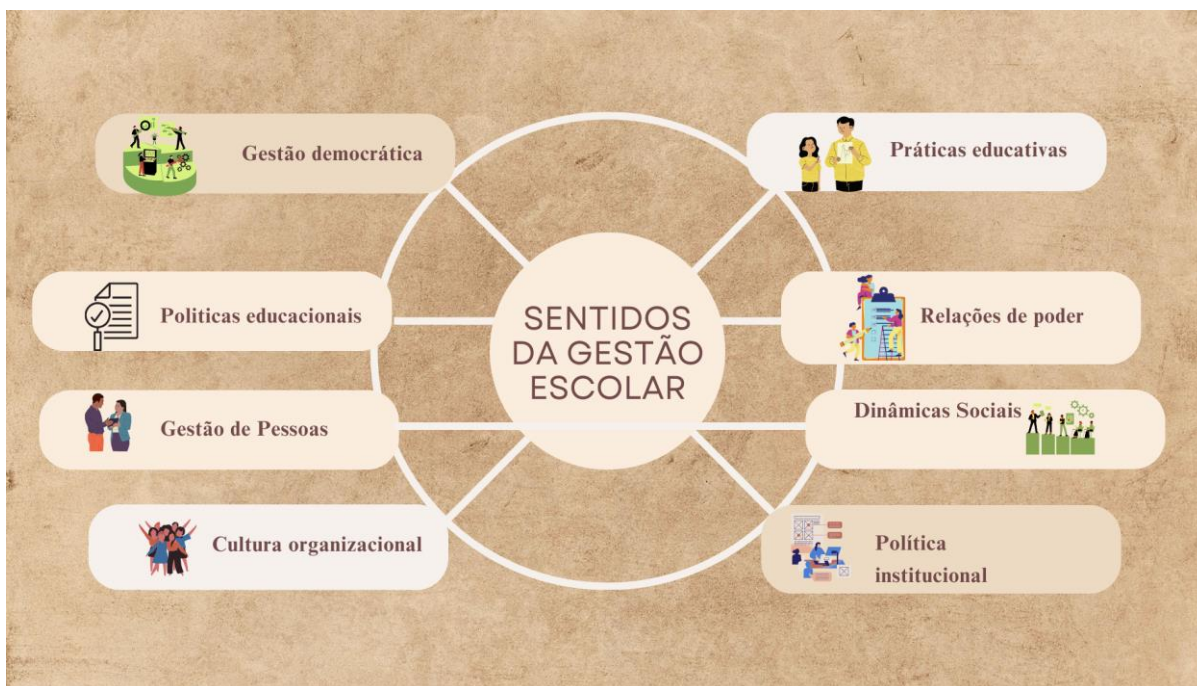 Gestão democrática
Práticas educativas
Politicas educacionais
Relações de poder
SENTIDOS
DA GESTÃO
ESCOLAR
Gestão de Pessoas
Dinâmicas Sociais
Cultura organizacional
Política
institucional